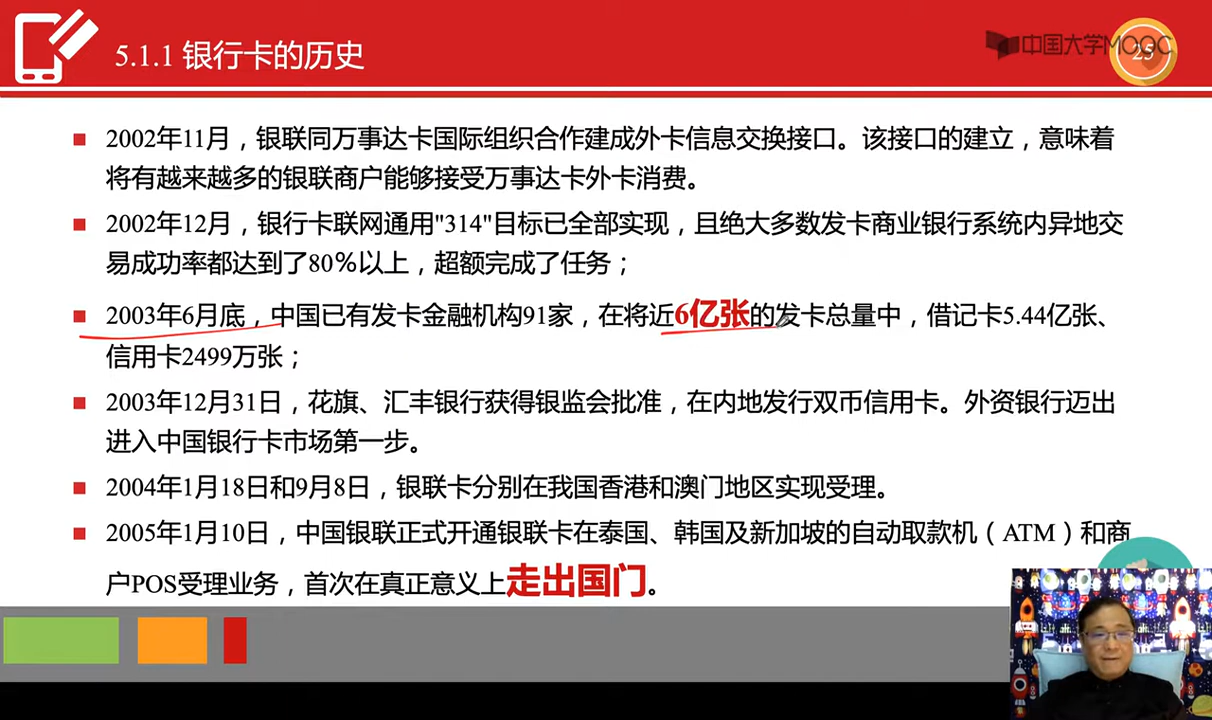 5.1.1 银行卡的历史
中国大学MOOC
25
2002年11月，银联同万事达卡国际组织合作建成外卡信息交换接口。该接口的建立，意味着
将有越来越多的银联商户能够接受万事达卡外卡消费。
2002年12月，银行卡联网通用"314"目标已全部实现，且绝大多数发卡商业银行系统内异地交
易成功率都达到了80%以上，超额完成了任务；
2003年6月底，中国已有发卡金融机构91家，在将近6亿张的发卡总量中，借记卡5.44亿张、
信用卡2499万张；
2003年12月31日，花旗、汇丰银行获得银监会批准，在内地发行双币信用卡。外资银行迈出
进入中国银行卡市场第一步。
2004年1月18日和9月8日，银联卡分别在我国香港和澳门地区实现受理。
2005年1月10日，中国银联正式开通银联卡在泰国、韩国及新加坡的自动取款机（ATM）和商
户POS受理业务，首次在真正意义上走出国门。